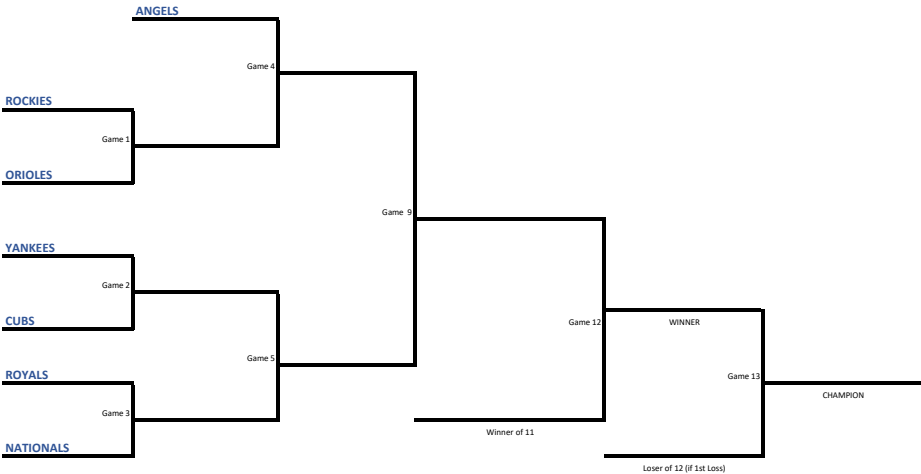 ANGELS
Game 4
ROCKIES
Game 1
ORIOLES
Game 9
YANKEES
Game 2
CUBS
Game 12
WINNER
Game 5
ROYALS
Game 13
CHAMPION
Game 3
Winner of 11
NATIONALS
Loser of 12 (if 1st Loss)